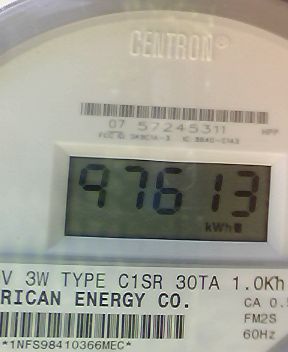 CENTRON®
07 57245311 HPP
97613
kWh
V 3W TYPE C1SR 30TA 1.0Kh
RICAN ENERGY CO.
CA 0.5
FM2S
60Hz
*1NFS98410366MEC*